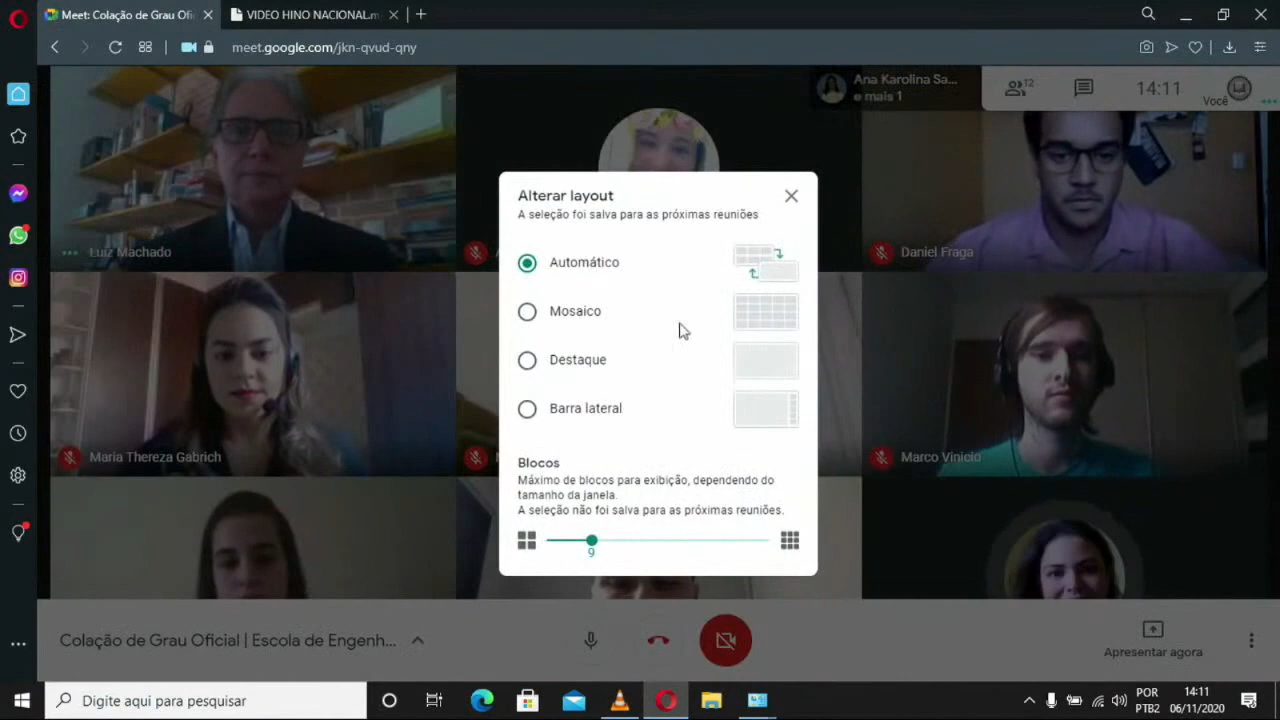 Meet: Colação de Grau Ofic
VIDEO HINO NACIONAL.m
meet.google.com/jkn-qvud-qny
Ana Karolina Sa...
e mais 1
12
14:11
Você
Luiz Machado
Daniel Fraga
Alterar layout
A seleção foi salva para as próximas reuniões
Automático
Mosaico
Destaque
Barra lateral
Blocos
Máximo de blocos para exibição, dependendo do
tamanho da janela.
A seleção não foi salva para as próximas reuniões.
9
Maria Thereza Gabrich
Marco Vinicio
Colação de Grau Oficial | Escola de Engenh...
Apresentar agora
Digite aqui para pesquisar
POR
PTB2
14:11
06/11/2020